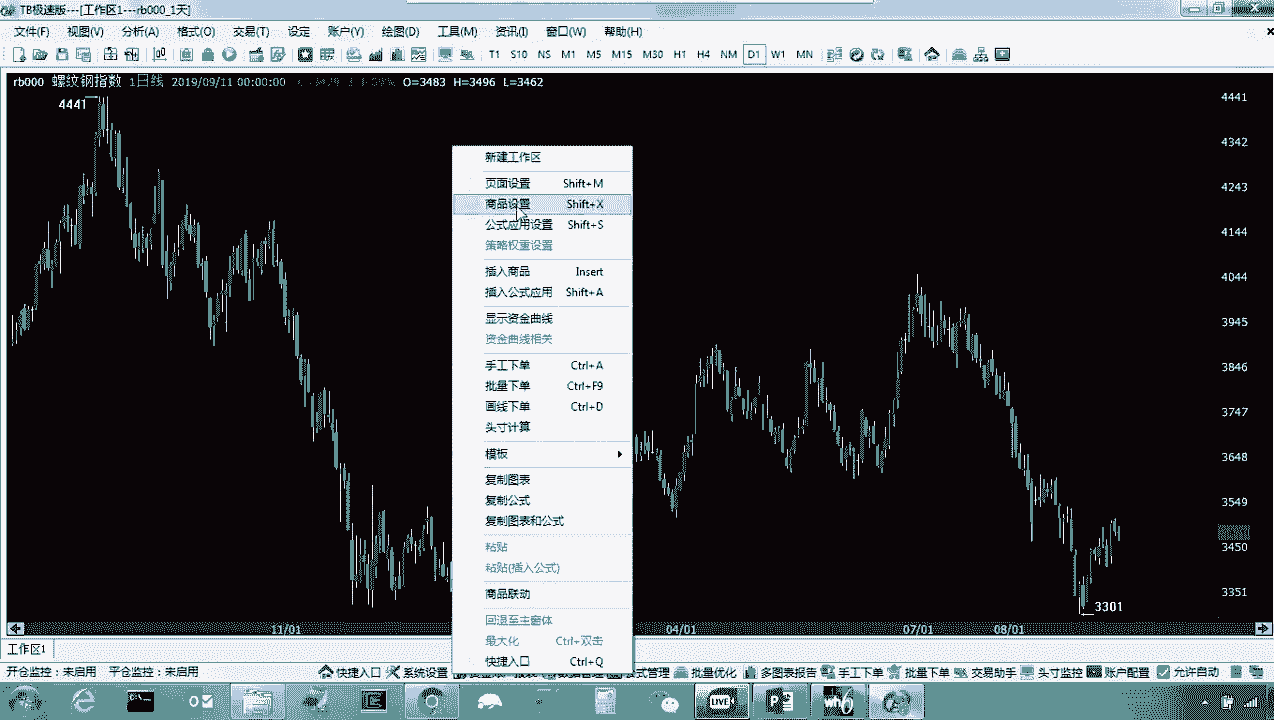 TB极速版---[工作区1---rb000_1天]
文件(F) 视图(V) 分析(A) 格式(O) 交易(T) 设定 账户(Y) 绘图(D) 工具(M) 资讯(I) 窗口(W) 帮助(H)
T1 S10 NS M1 M5 M15 M30 H1 H4 NM D1 W1 MN
rb000 螺纹钢指数 1日线 2019/09/11 00:00:00 O=3483 H=3496 L=3462
4441
4441
4342
4243
4144
4044
3945
3846
3747
3648
3549
3450
3351
新建工作区
页面设置 Shift+M
商品设置 Shift+X
公式应用设置 Shift+S
策略权重设置
插入商品 Insert
插入公式应用 Shift+A
显示资金曲线
资金曲线相关
手工下单 Ctrl+A
批量下单 Ctrl+F9
画线下单 Ctrl+D
头寸计算
模板
复制图表
复制公式
复制图表和公式
粘贴
粘贴(插入公式)
商品联动
回退至主窗体
最大化 Ctrl+双击
快捷入口 Ctrl+Q
3301
11/01 04/01 07/01 08/01
工作区1
开仓监控：未启用 平仓监控：未启用 快捷入口 系统设置 公式管理 批量优化 多图表报告 手工下单 批量下单 交易助手 头寸监控 账户配置 允许自动
LIVE